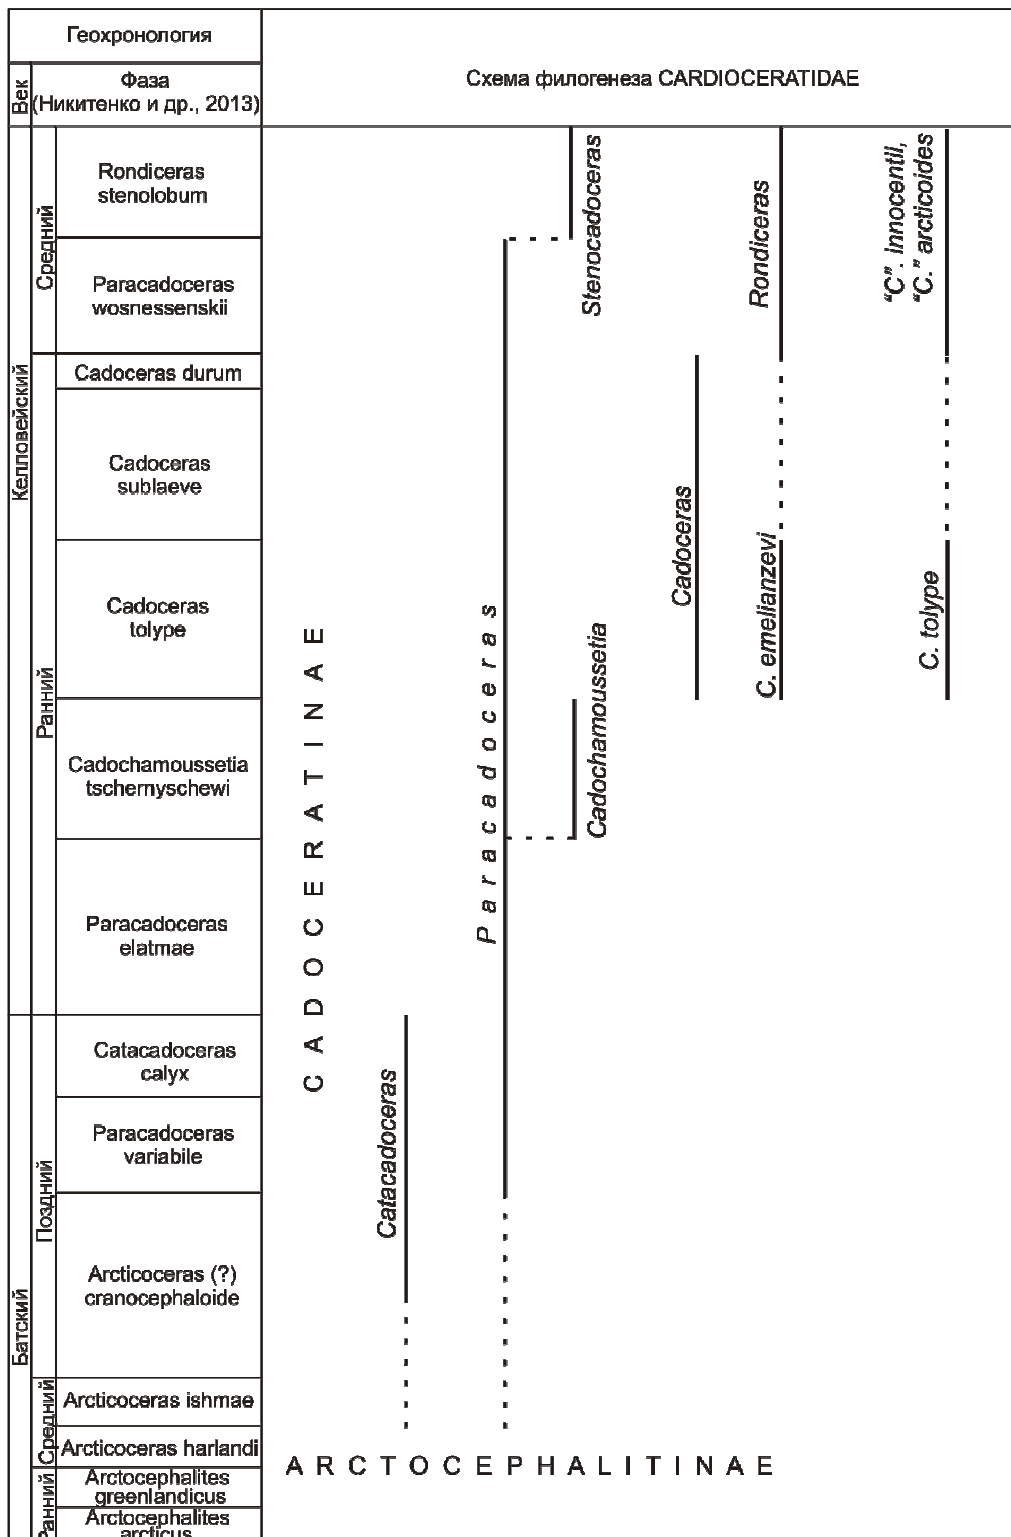 Геохронология
Век
Фаза
(Никитенко и др., 2013)
Схема филогенеза CARDIOCERATIDAE
Келловейский
Средний
Rondiceras
stenolobum
Paracadoceras
wosnessenskii
Ранний
Cadoceras durum
Cadoceras
sublaeve
Cadoceras
tolype
Cadochamoussetia
tschernyschewi
Paracadoceras
elatmae
Батский
Поздний
Catacadoceras
calyx
Paracadoceras
variabile
Arcticoceras (?)
cranocephaloide
Средний
Arcticoceras ishmae
Arcticoceras harlandi
Ранний
Arctocephalites
greenlandicus
Arctocephalites
arcticus
CADOCERATINAE
Catacadoceras
Paracadoceras
Stenocadoceras
Cadochamoussetia
Cadoceras
Rondiceras
C. emelianzevi
“C”. innocentii,
“C.” arcticoides
C. tolype
ARCTOCEPHALITINAE